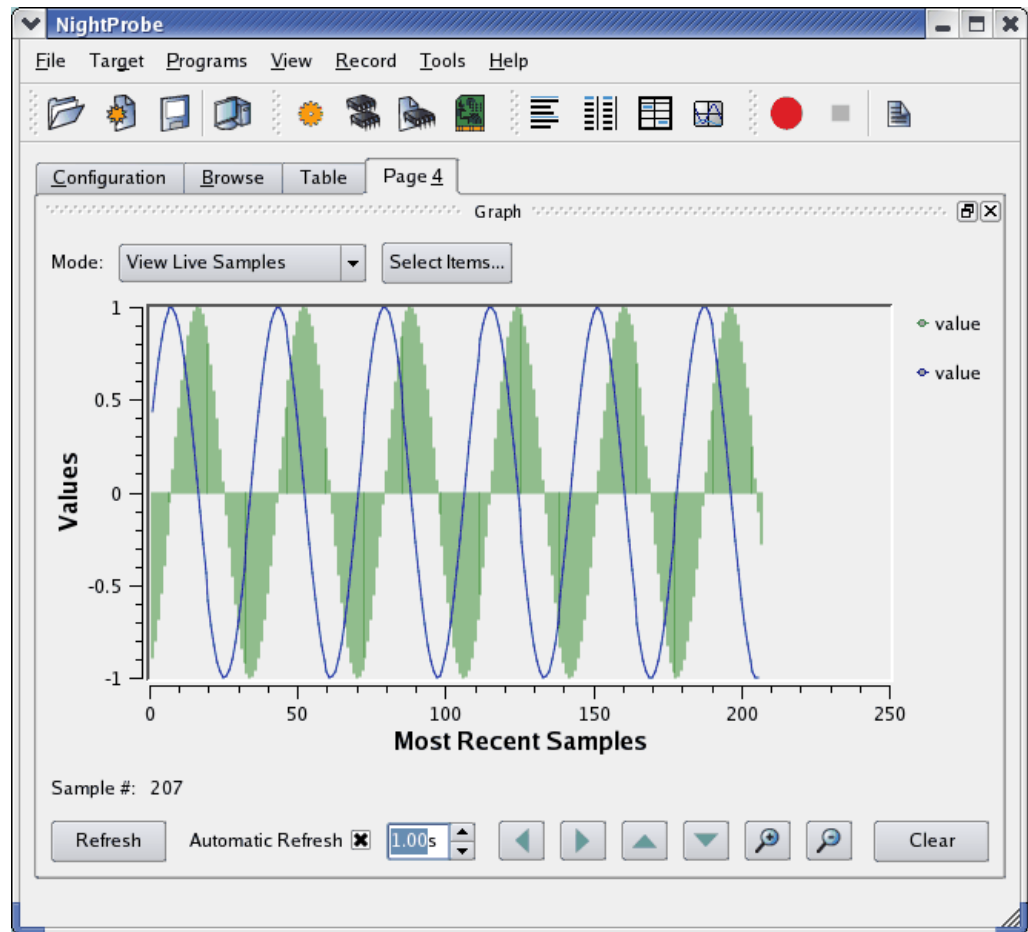 NightProbe
File Target Programs View Record Tools Help
Configuration Browse Table Page 4
Graph
Mode: View Live Samples Select Items...
1
0.5
0
-0.5
-1
Values
0 50 100 150 200 250
Most Recent Samples
value
value
Sample #: 207
Refresh Automatic Refresh 1.00s Clear